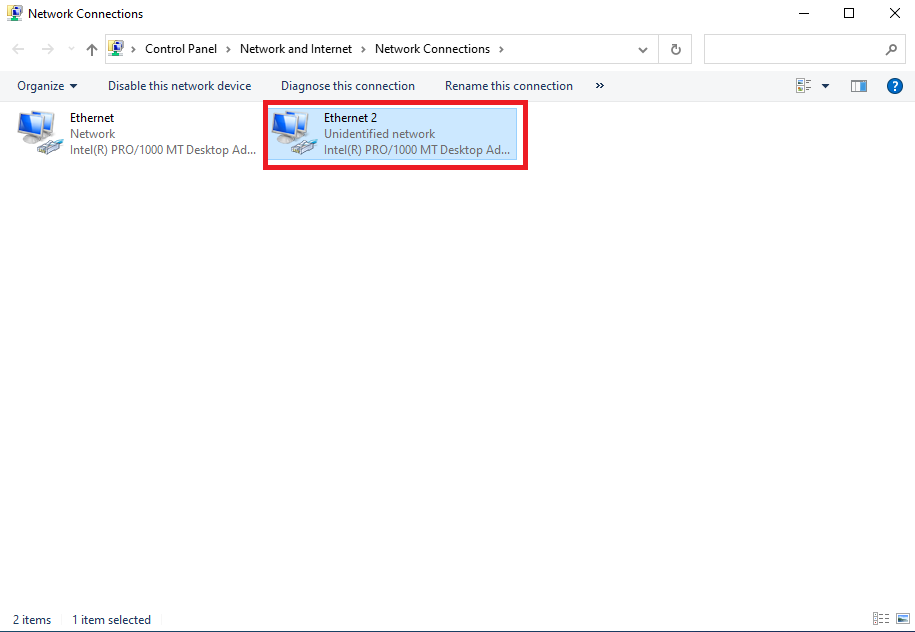 Network Connections
Control Panel > Network and Internet > Network Connections >
Organize Disable this network device Diagnose this connection Rename this connection »
Ethernet
Network
Intel(R) PRO/1000 MT Desktop Ad...
Ethernet 2
Unidentified network
Intel(R) PRO/1000 MT Desktop Ad...
2 items 1 item selected